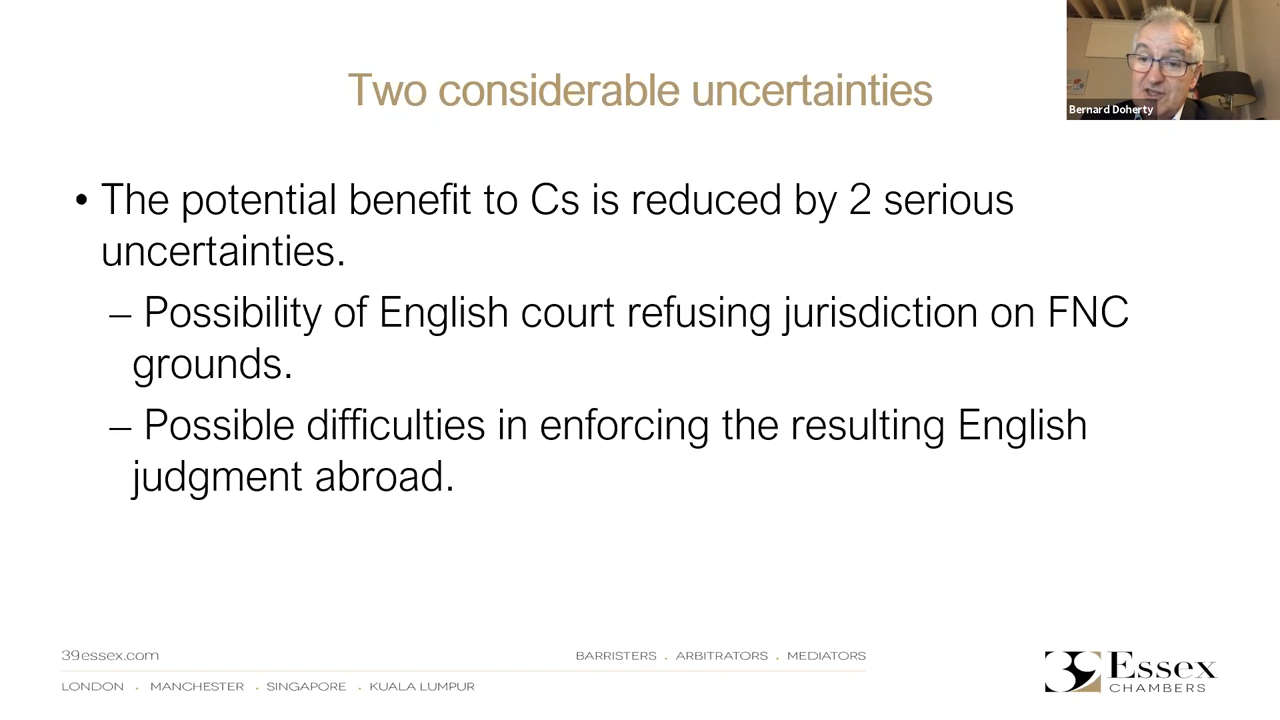 Two considerable uncertainties
Bernard Doherty
• The potential benefit to Cs is reduced by 2 serious
uncertainties.
– Possibility of English court refusing jurisdiction on FNC
grounds.
– Possible difficulties in enforcing the resulting English
judgment abroad.
39essex.com
BARRISTERS . ARBITRATORS . MEDIATORS
LONDON . MANCHESTER . SINGAPORE . KUALA LUMPUR
39 Essex
CHAMBERS